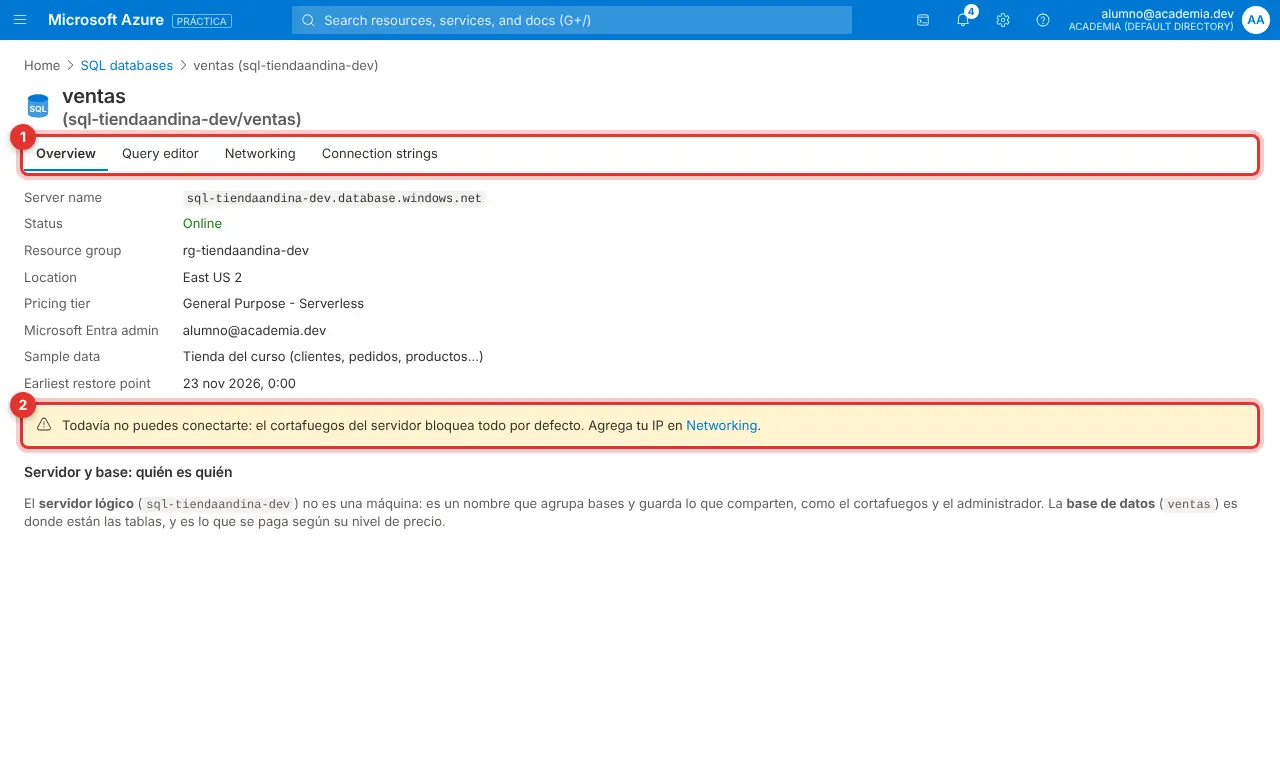 Microsoft Azure PRÁCTICA
Search resources, services, and docs (G+/)
4
alumno@academia.dev
ACADEMIA (DEFAULT DIRECTORY)
AA
Home > SQL databases > ventas (sql-tiendaandina-dev)
SQL
ventas
(sql-tiendaandina-dev/ventas)
1
Overview Query editor Networking Connection strings
Server name sql-tiendaandina-dev.database.windows.net
Status Online
Resource group rg-tiendaandina-dev
Location East US 2
Pricing tier General Purpose - Serverless
Microsoft Entra admin alumno@academia.dev
Sample data Tienda del curso (clientes, pedidos, productos...)
Earliest restore point 23 nov 2026, 0:00
2
Todavía no puedes conectarte: el cortafuegos del servidor bloquea todo por defecto. Agrega tu IP en Networking.
Servidor y base: quién es quién
El servidor lógico ( sql-tiendaandina-dev ) no es una máquina: es un nombre que agrupa bases y guarda lo que comparten, como el cortafuegos y el administrador. La base de datos ( ventas ) es
donde están las tablas, y es lo que se paga según su nivel de precio.